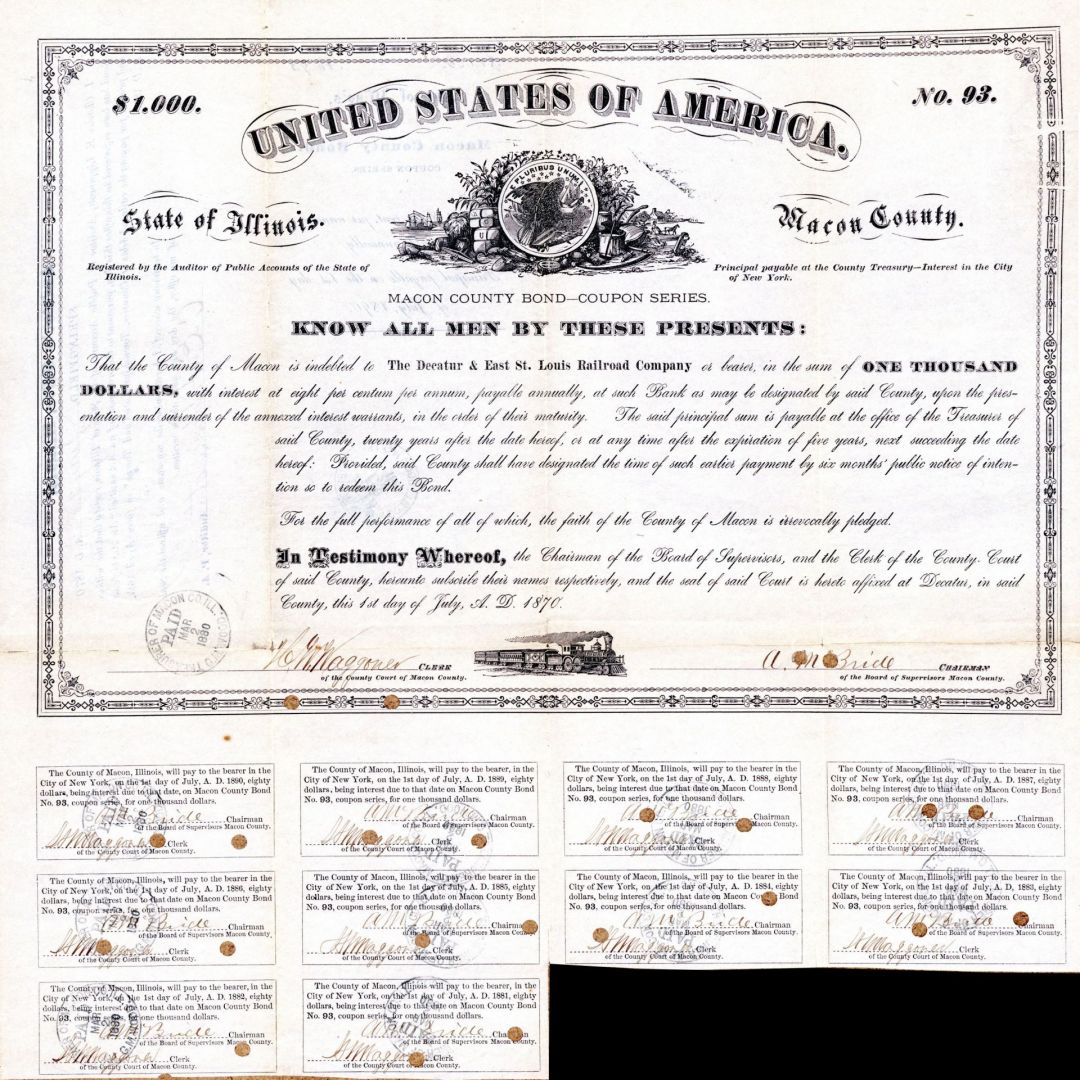 $1.000.
No. 93.
UNITED STATES OF AMERICA.
E PLURIBUS UNUM
State of Illinois.
Macon County.
Registered by the Auditor of Public Accounts of the State of
Illinois.
Principal payable at the County Treasury—Interest in the City
of New York.
MACON COUNTY BOND—COUPON SERIES.
KNOW ALL MEN BY THESE PRESENTS:
That the County of Macon is indebted to The Decatur & East St. Louis Railroad Company or bearer, in the sum of ONE THOUSAND
DOLLARS, with interest at eight per centum per annum, payable annually, at such Bank as may be designated by said County, upon the pres-
entation and surrender of the annexed interest warrants, in the order of their maturity. The said principal sum is payable at the office of the Treasurer of
said County, twenty years after the date hereof, or at any time after the expiration of five years, next succeeding the date
hereof: Provided, said County shall have designated the time of such earlier payment by six months' public notice of inten-
tion so to redeem this Bond.
For the full performance of all of which, the faith of the County of Macon is irrevocably pledged.
In Testimony Whereof, the Chairman of the Board of Supervisors, and the Clerk of the County Court
of said County, hereunto subscribe their names respectively, and the seal of said Court is hereto affixed at Decatur, in said
County, this 1st day of July, A. D. 1870.
TREASURER OF MACON CO. ILL.
PAID
MAR
2
1880
H W Waggoner CLERK
of the County Court of Macon County.
A. McBride CHAIRMAN
of the Board of Supervisors Macon County.
The County of Macon, Illinois, will pay to the bearer in the
City of New York, on the 1st day of July, A. D. 1890, eighty
dollars, being interest due to that date on Macon County Bond
No. 93, coupon series, for one thousand dollars.
McBride Chairman
of the Board of Supervisors Macon County.
Waggoner Clerk
of the County Court of Macon County.
The County of Macon, Illinois, will pay to the bearer, in the
City of New York, on the 1st day of July, A. D. 1889, eighty
dollars, being interest due to that date on Macon County Bond
No. 93, coupon series, for one thousand dollars.
A McBride Chairman
of the Board of Supervisors Macon County.
Waggoner Clerk
of the County Court of Macon County.
The County of Macon, Illinois, will pay to the bearer, in the
City of New York, on the 1st day of July, A. D. 1888, eighty
dollars, being interest due to that date on Macon County Bond
No. 93, coupon series, for one thousand dollars.
A McBride Chairman
of the Board of Supervisors Macon County.
Waggoner Clerk
of the County Court of Macon County.
The County of Macon, Illinois, will pay to the bearer, in the
City of New York, on the 1st day of July, A. D. 1887, eighty
dollars, being interest due to that date on Macon County Bond
No. 93, coupon series, for one thousand dollars.
A McBride Chairman
of the Board of Supervisors Macon County.
Waggoner Clerk
of the County Court of Macon County.
The County of Macon, Illinois, will pay to the bearer, in the
City of New York, on the 1st day of July, A. D. 1886, eighty
dollars, being interest due to that date on Macon County Bond
No. 93, coupon series, for one thousand dollars.
A McBride Chairman
of the Board of Supervisors Macon County.
Waggoner Clerk
of the County Court of Macon County.
The County of Macon, Illinois, will pay to the bearer, in the
City of New York, on the 1st day of July, A. D. 1885, eighty
dollars, being interest due to that date on Macon County Bond
No. 93, coupon series, for one thousand dollars.
A McBride Chairman
of the Board of Supervisors Macon County.
Waggoner Clerk
of the County Court of Macon County.
The County of Macon, Illinois, will pay to the bearer, in the
City of New York, on the 1st day of July, A. D. 1884, eighty
dollars, being interest due to that date on Macon County Bond
No. 93, coupon series, for one thousand dollars.
A McBride Chairman
of the Board of Supervisors Macon County.
Waggoner Clerk
of the County Court of Macon County.
The County of Macon, Illinois, will pay to the bearer, in the
City of New York, on the 1st day of July, A. D. 1883, eighty
dollars, being interest due to that date on Macon County Bond
No. 93, coupon series, for one thousand dollars.
A McBride Chairman
of the Board of Supervisors Macon County.
Waggoner Clerk
of the County Court of Macon County.
The County of Macon, Illinois, will pay to the bearer, in the
City of New York, on the 1st day of July, A. D. 1882, eighty
dollars, being interest due to that date on Macon County Bond
No. 93, coupon series, for one thousand dollars.
McBride Chairman
of the Board of Supervisors Macon County.
Waggoner Clerk
of the County Court of Macon County.
The County of Macon, Illinois will pay to the bearer, in the
City of New York, on the 1st day of July, A. D. 1881, eighty
dollars, being interest due to that date on Macon County Bond
No. 93, coupon series, for one thousand dollars.
A McBride Chairman
of the Board of Supervisors Macon County.
Waggoner Clerk
of the County Court of Macon County.